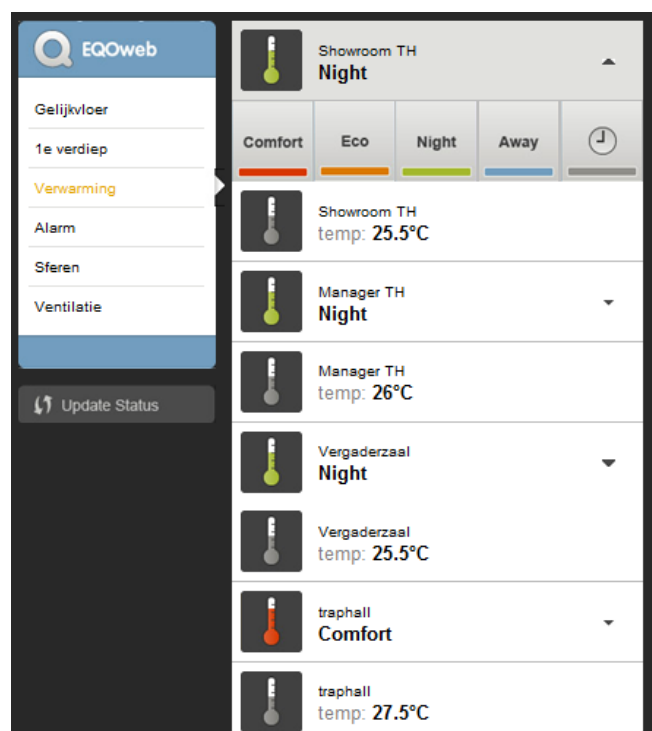 EQOweb
Gelijkvloer
1e verdiep
Verwarming
Alarm
Sferen
Ventilatie
Update Status
Showroom TH
Night
Comfort Eco Night Away
Showroom TH
temp: 25.5°C
Manager TH
Night
Manager TH
temp: 26°C
Vergaderzaal
Night
Vergaderzaal
temp: 25.5°C
traphall
Comfort
traphall
temp: 27.5°C